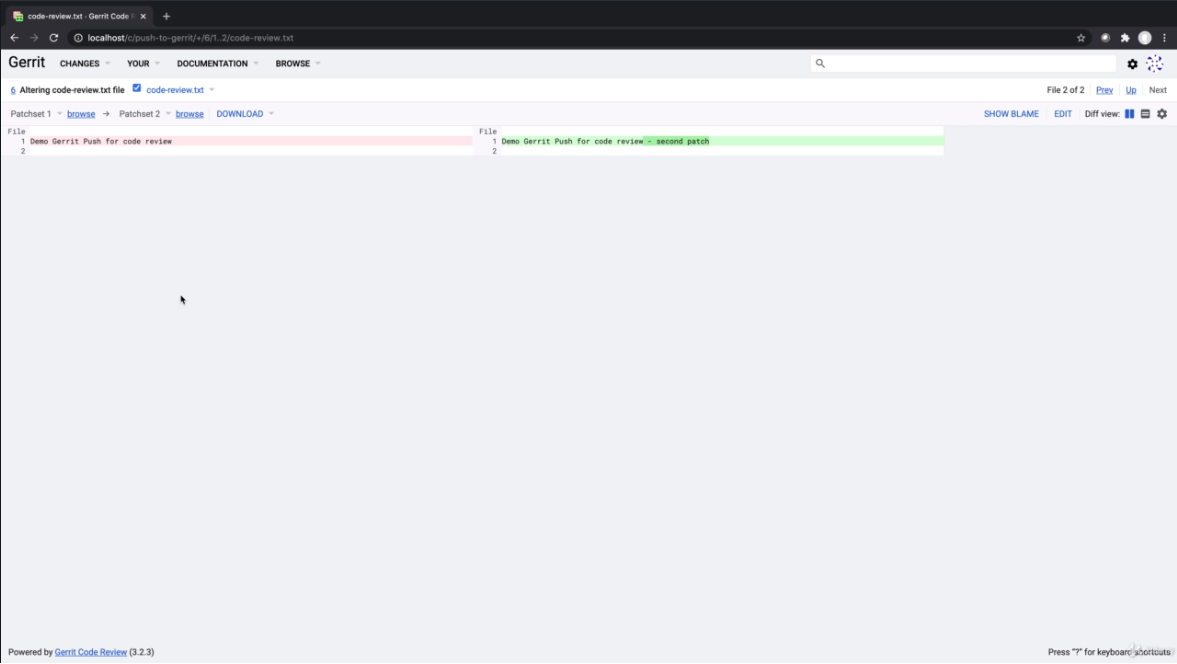 code-review.txt · Gerrit Code R
localhost/c/push-to-gerrit/+/6/1..2/code-review.txt
Gerrit CHANGES YOUR DOCUMENTATION BROWSE
6 Altering code-review.txt file code-review.txt File 2 of 2 Prev Up Next
Patchset 1 browse → Patchset 2 browse DOWNLOAD SHOW BLAME EDIT Diff view:
File File
1 Demo Gerrit Push for code review 1 Demo Gerrit Push for code review - second patch
2 2
Powered by Gerrit Code Review (3.2.3) Press "?" for keyboard shortcuts